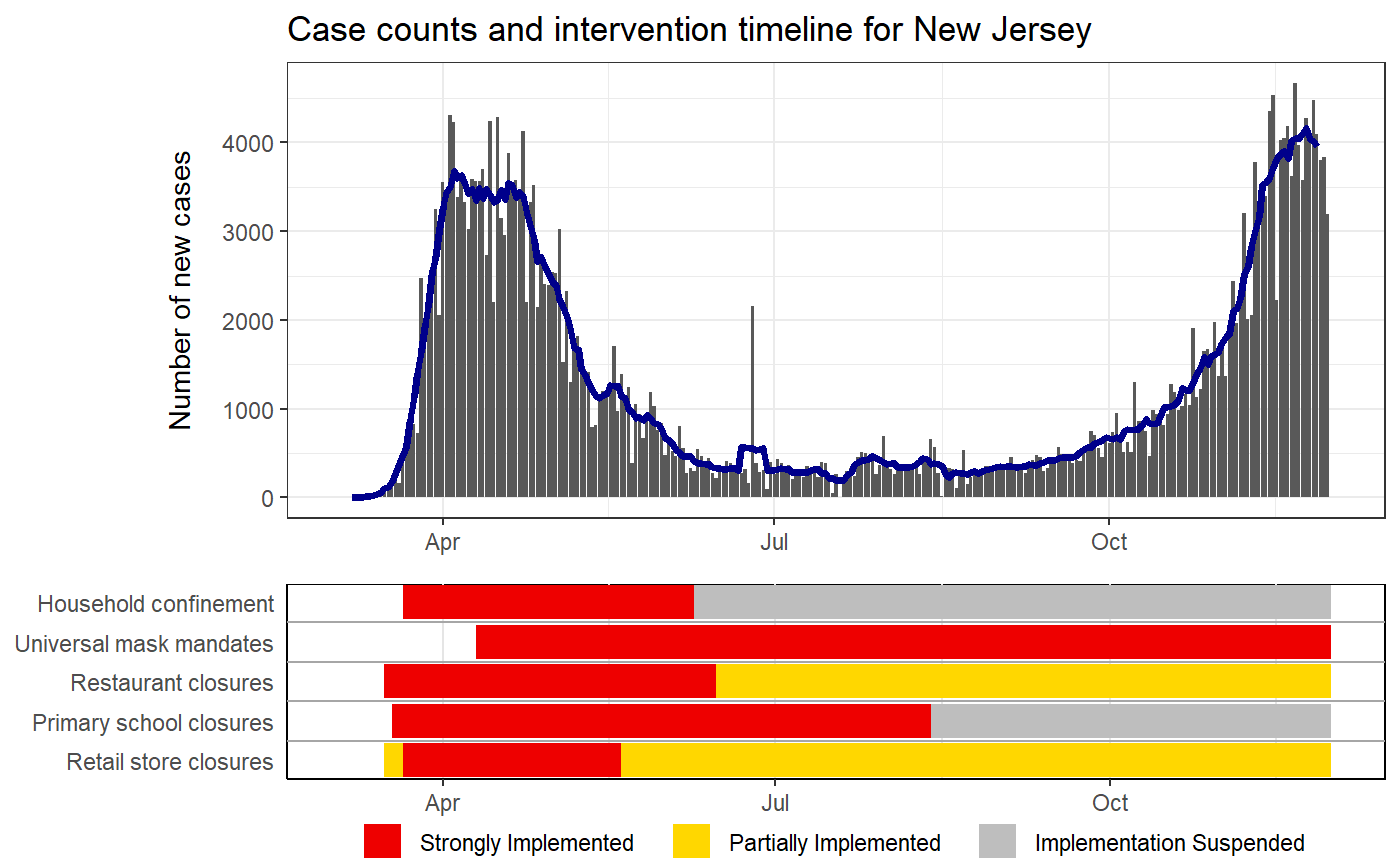 Case counts and intervention timeline for New Jersey
Number of new cases
4000
3000
2000
1000
0
Apr Jul Oct
Household confinement
Universal mask mandates
Restaurant closures
Primary school closures
Retail store closures
Apr Jul Oct
Strongly Implemented Partially Implemented Implementation Suspended